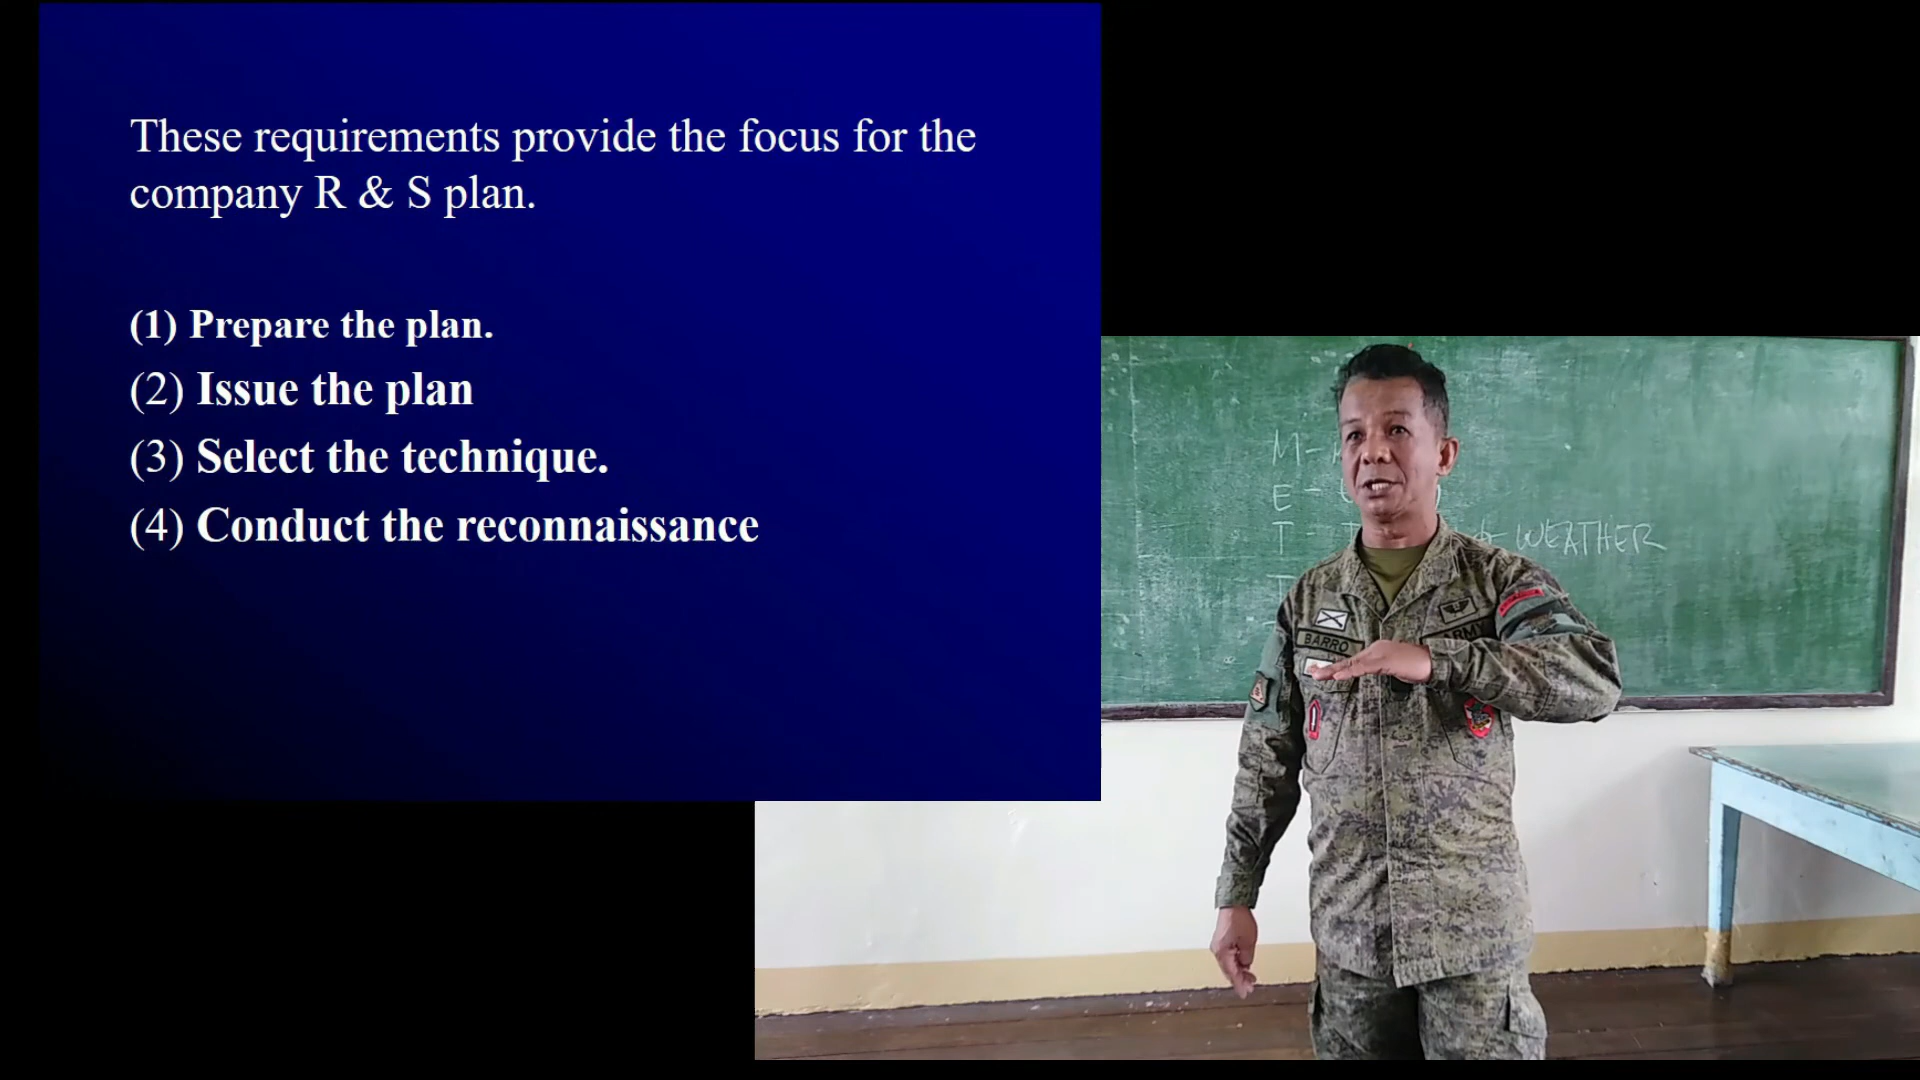 These requirements provide the focus for the
company R & S plan.
(1) Prepare the plan.
(2) Issue the plan
(3) Select the technique.
(4) Conduct the reconnaissance
M -
E -
T - & WEATHER
BARRO
ARMY